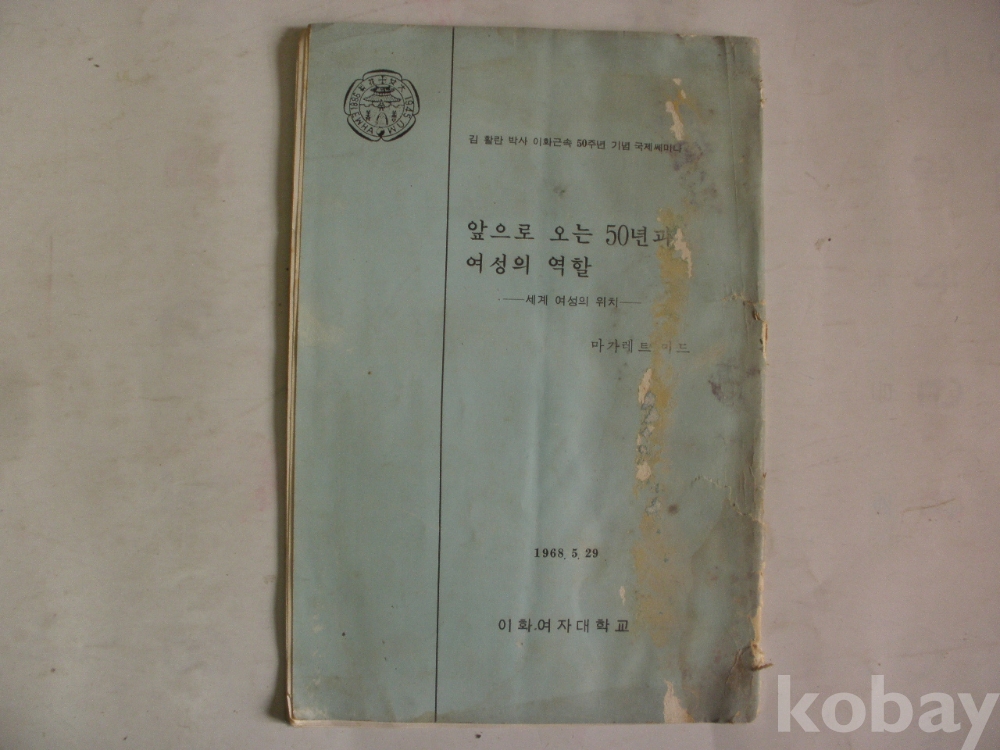 김 활란 박사 이화근속 50주년 기념 국제쎄미나
앞으로 오는 50년과
여성의 역할
——세계 여성의 위치——
마가레트 미드
1968. 5. 29
이화여자대학교
kobay